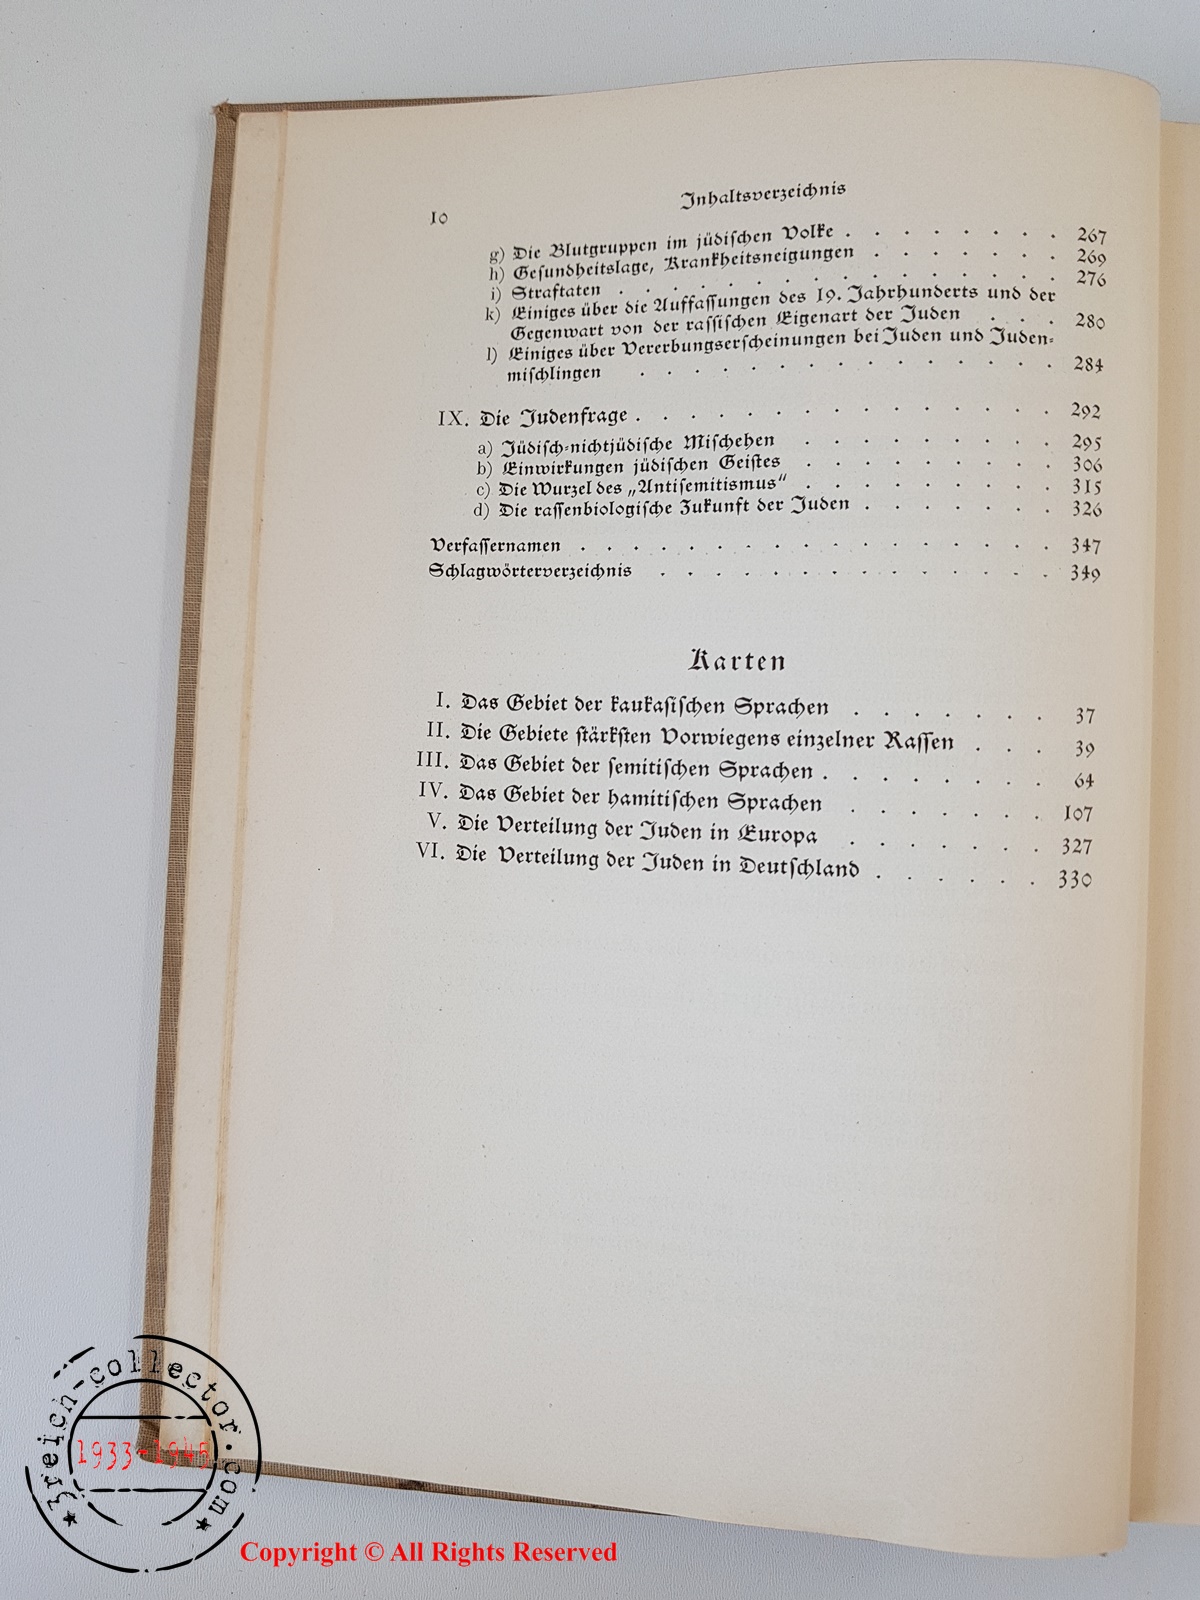 10
Inhaltsverzeichnis
g) Die Blutgruppen im jüdischen Volke . . . . . . . . 267
h) Gesundheitslage, Krankheitsneigungen . . . . . . . 269
i) Straftaten . . . . . . . . . . . . . . . . 276
k) Einiges über die Auffassungen des 19. Jahrhunderts und der
Gegenwart von der rassischen Eigenart der Juden . . . 280
l) Einiges über Vererbungserscheinungen bei Juden und Juden-
mischlingen . . . . . . . . . . . . . . . 284
IX. Die Judenfrage . . . . . . . . . . . . . . . 292
a) Jüdisch-nichtjüdische Mischehen . . . . . . . . . 295
b) Einwirkungen jüdischen Geistes . . . . . . . . . 306
c) Die Wurzel des „Antisemitismus“ . . . . . . . . . 315
d) Die rassenbiologische Zukunft der Juden . . . . . . . 326
Verfassernamen . . . . . . . . . . . . . . . . 347
Schlagwörterverzeichnis . . . . . . . . . . . . . . 349
Karten
I. Das Gebiet der kaukasischen Sprachen . . . . . . . 37
II. Die Gebiete stärksten Vorwiegens einzelner Rassen . . . 39
III. Das Gebiet der semitischen Sprachen . . . . . . . . 64
IV. Das Gebiet der hamitischen Sprachen . . . . . . . 107
V. Die Verteilung der Juden in Europa . . . . . . . 327
VI. Die Verteilung der Juden in Deutschland . . . . . . 330
3reich-collector.com
1933-1945
Copyright © All Rights Reserved